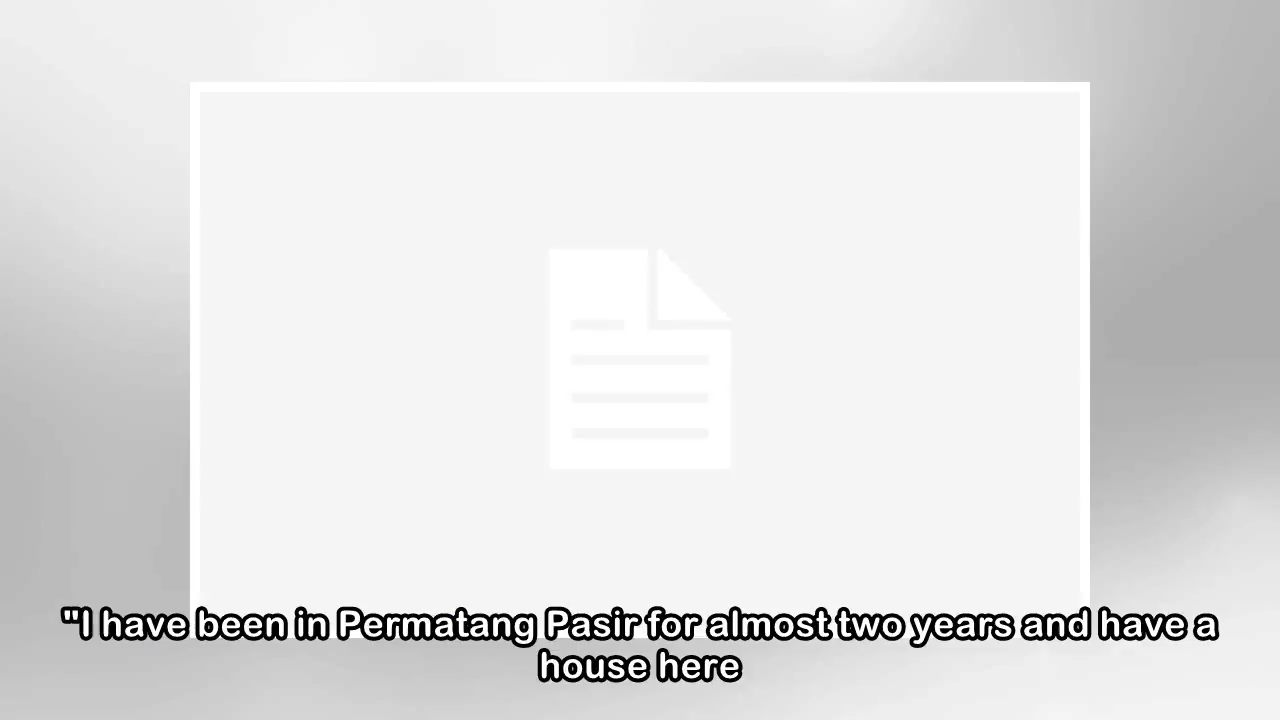 "I have been in Permatang Pasir for almost two years and have a
house here